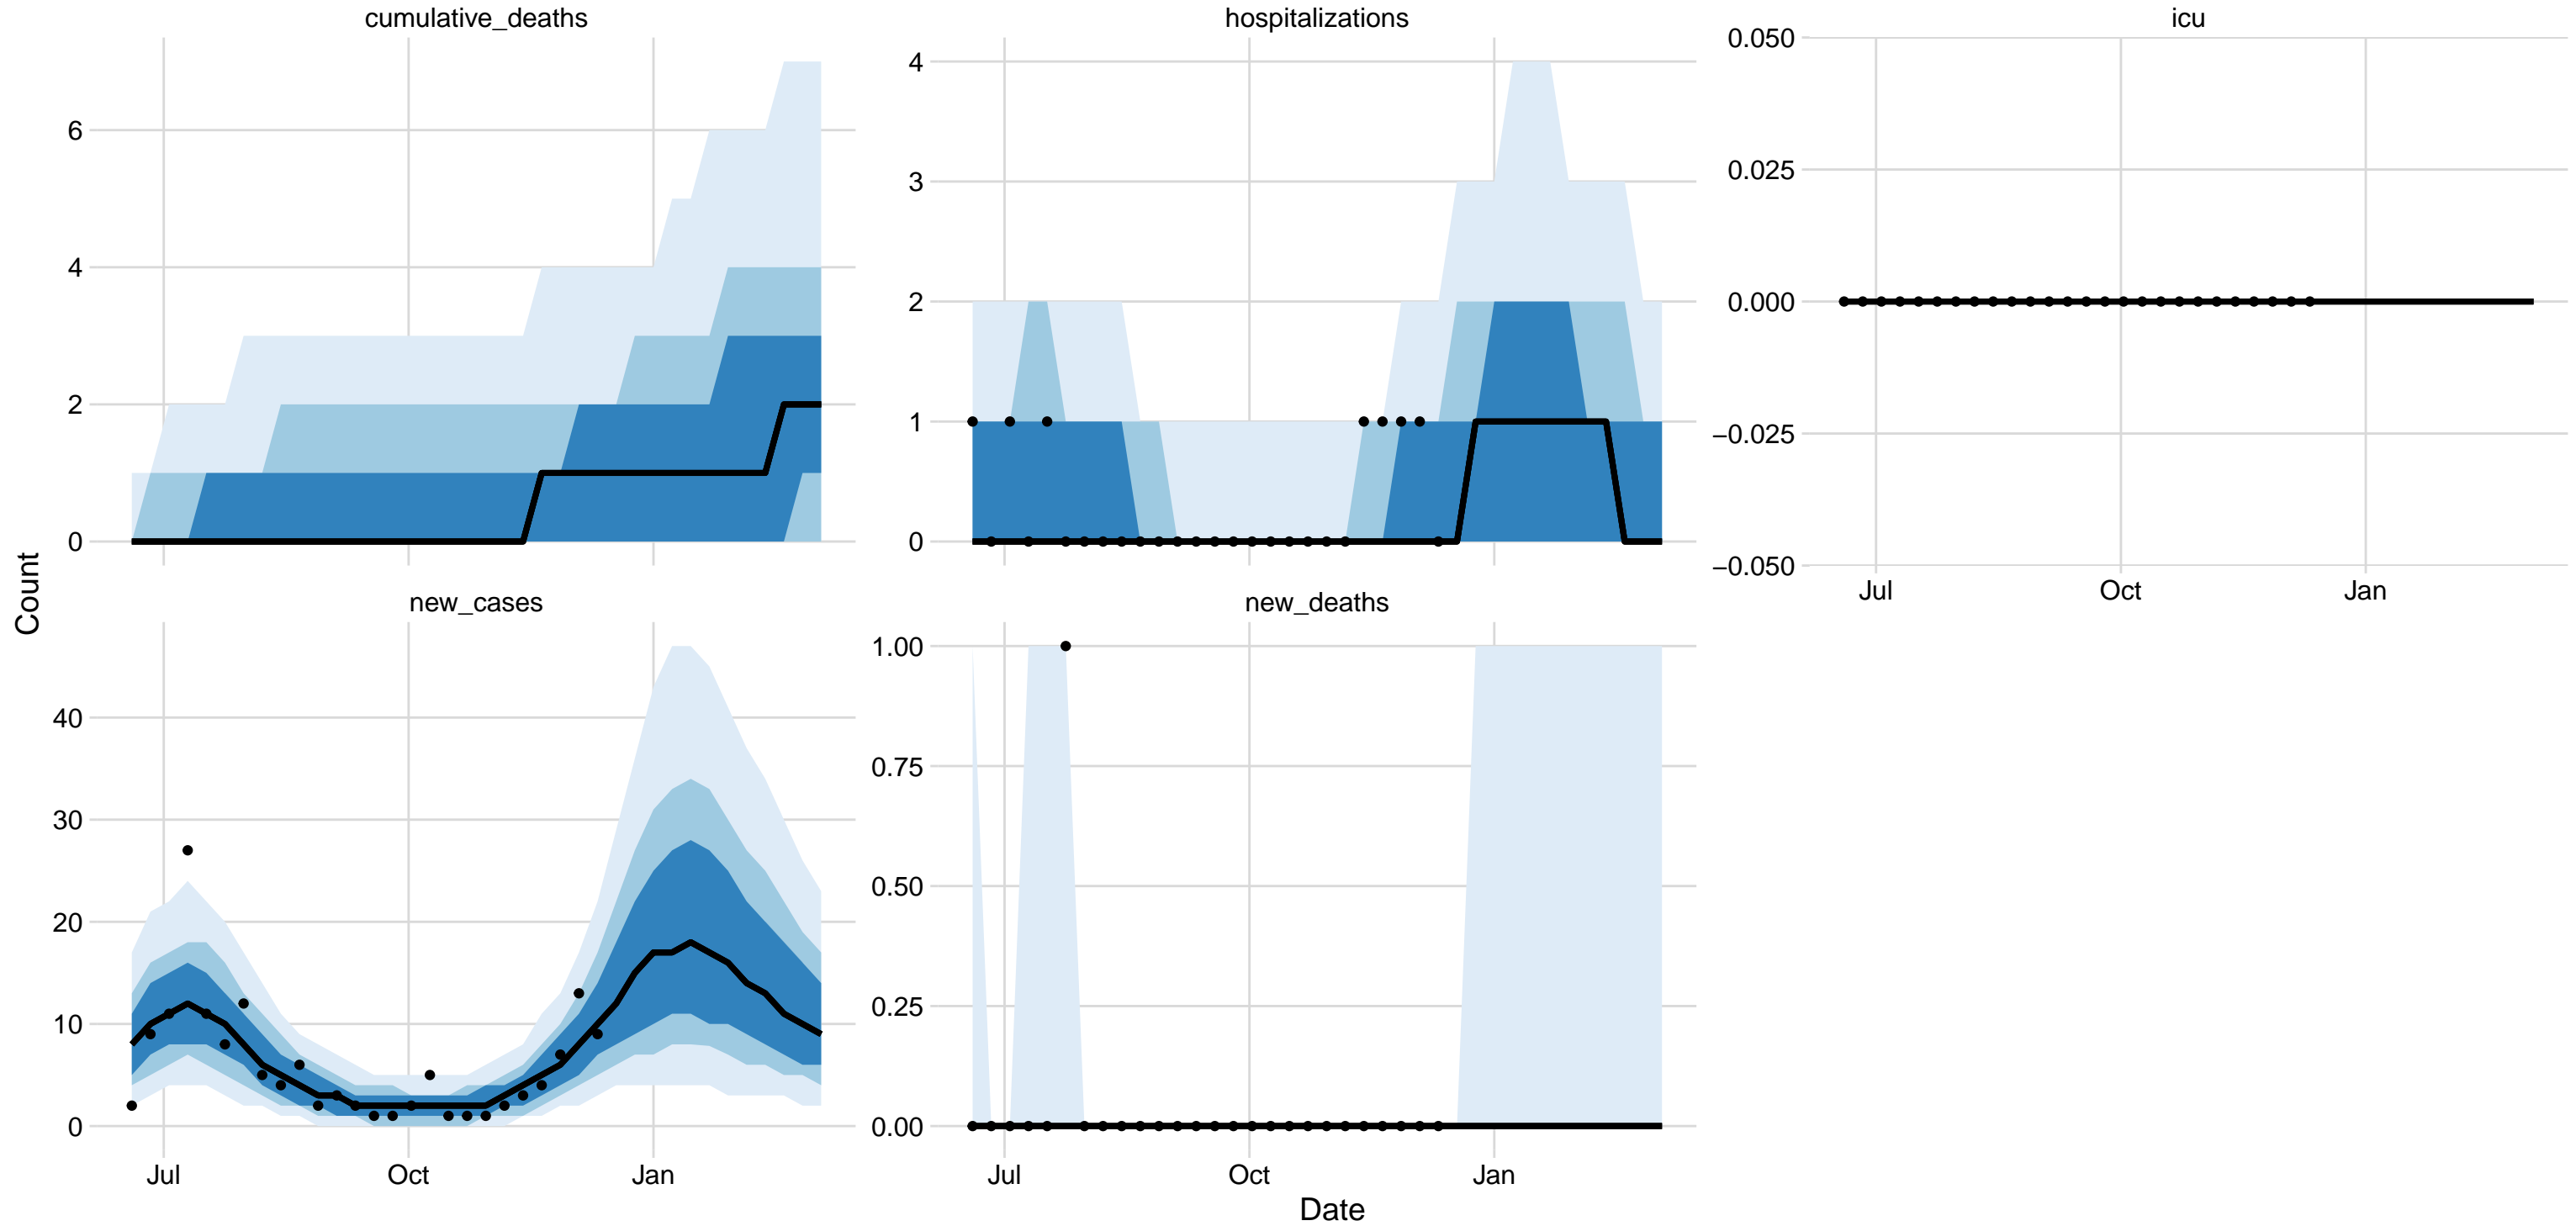 cumulative_deaths
hospitalizations
icu
6
4
2
0
4
3
2
1
0
0.050
0.025
0.000
−0.025
−0.050
Jul Oct Jan
Count
new_cases
new_deaths
40
30
20
10
0
1.00
0.75
0.50
0.25
0.00
Jul Oct Jan
Jul Oct Jan
Date